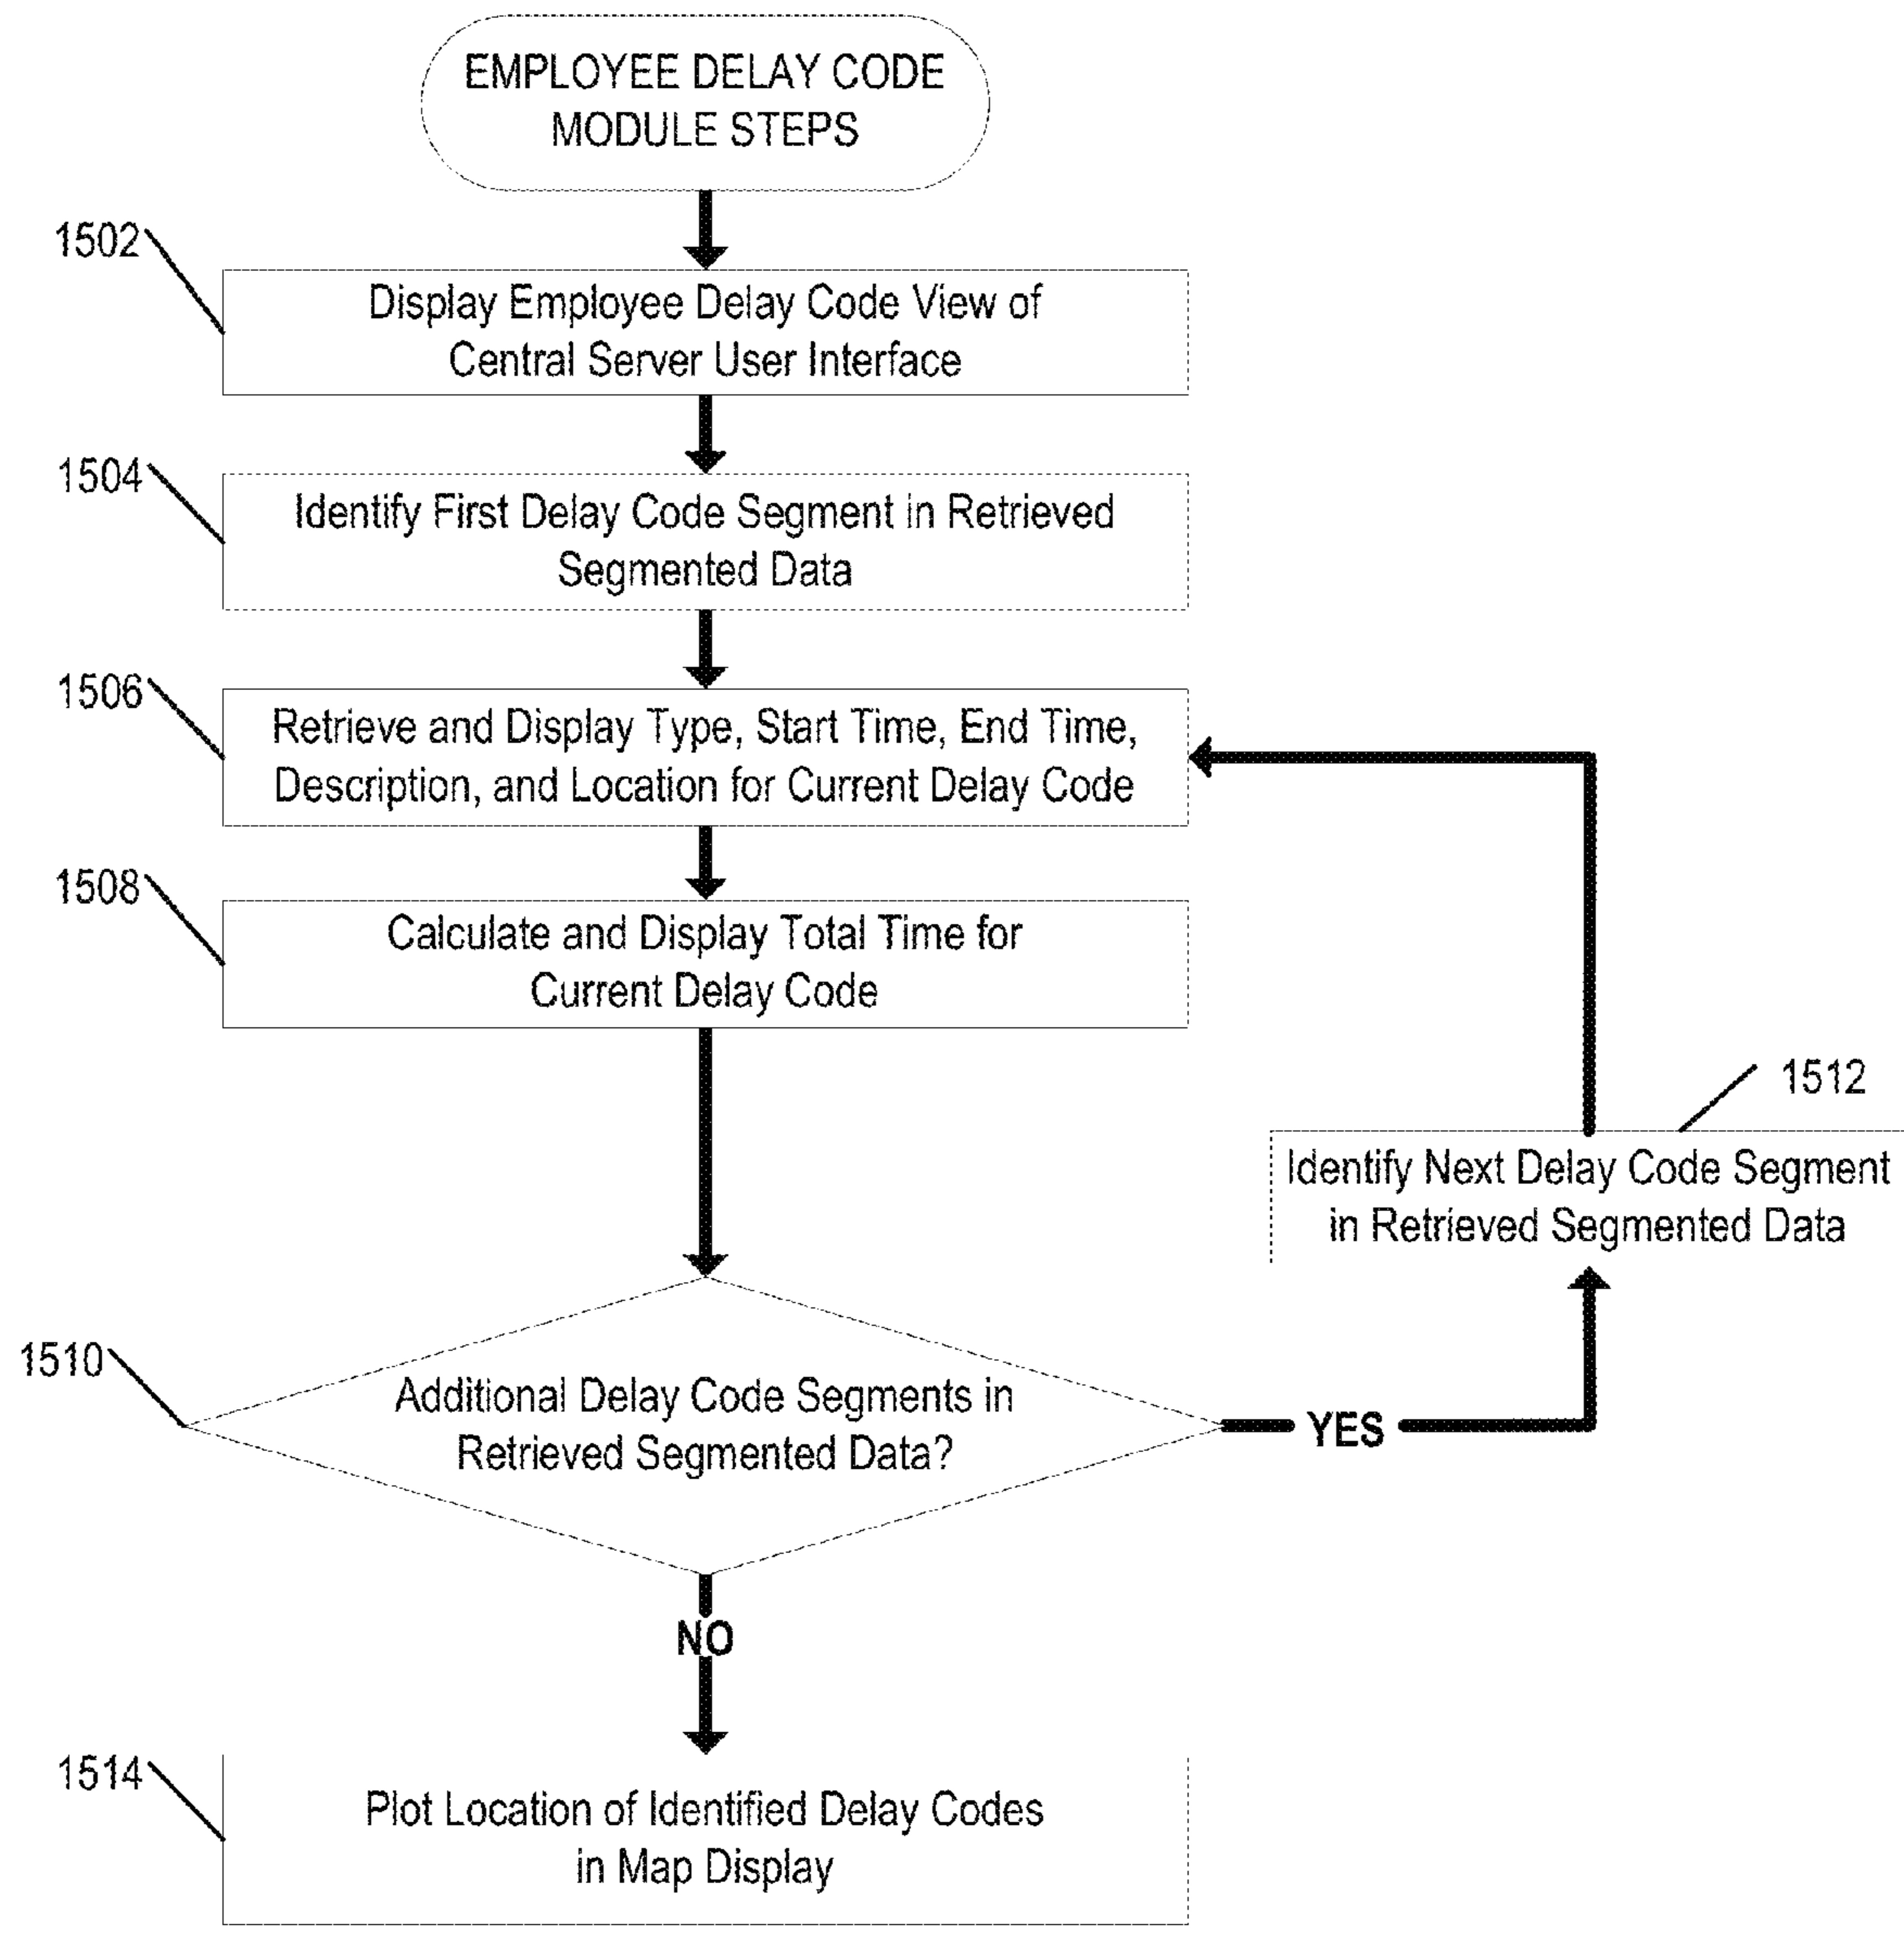 EMPLOYEE DELAY CODE
MODULE STEPS
1502
Display Employee Delay Code View of
Central Server User Interface
1504
Identify First Delay Code Segment in Retrieved
Segmented Data
1506
Retrieve and Display Type, Start Time, End Time,
Description, and Location for Current Delay Code
1508
Calculate and Display Total Time for
Current Delay Code
1512
Identify Next Delay Code Segment
in Retrieved Segmented Data
1510
Additional Delay Code Segments in
Retrieved Segmented Data?
YES
NO
1514
Plot Location of Identified Delay Codes
in Map Display